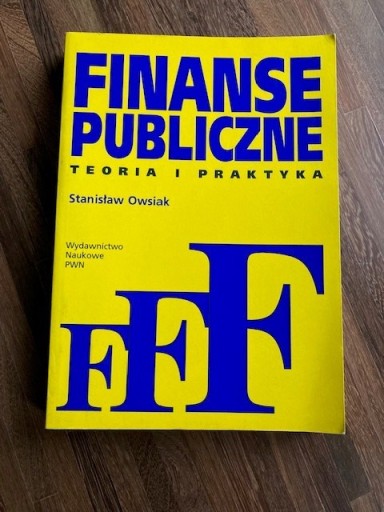 FINANSE
PUBLICZNE
TEORIA I PRAKTYKA
Stanisław Owsiak
Wydawnictwo
Naukowe
PWN
FFF